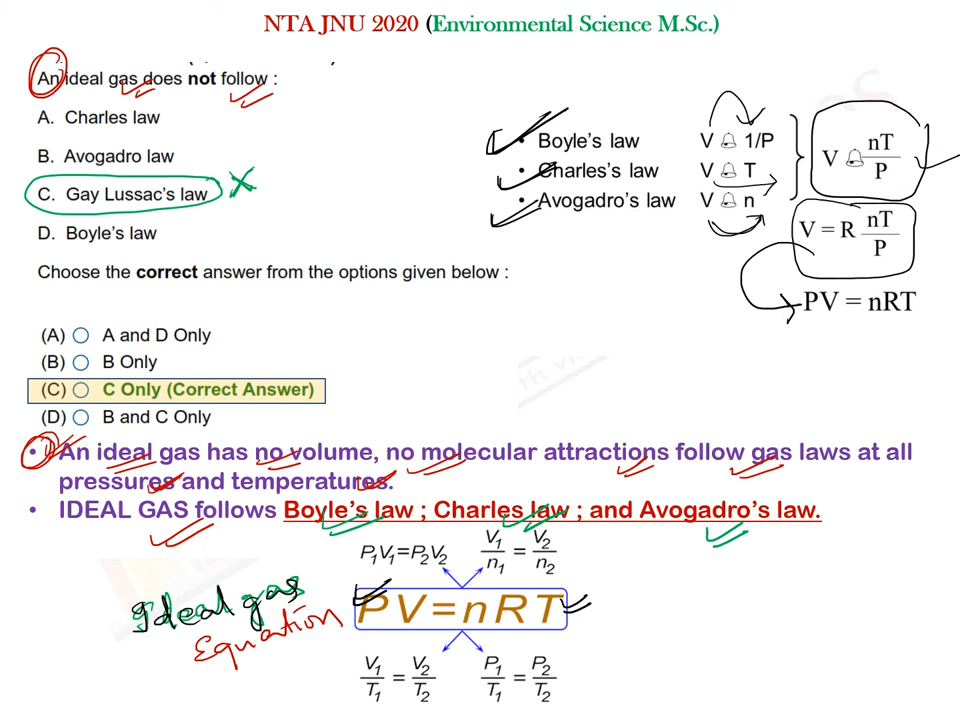 NTA JNU 2020 (Environmental Science M.Sc.)
An ideal gas does not follow :
A. Charles law
B. Avogadro law
C. Gay Lussac's law
D. Boyle's law
Choose the correct answer from the options given below :
(A) A and D Only
(B) B Only
(C) C Only (Correct Answer)
(D) B and C Only
• Boyle's law V 🔔 1/P
• Charles's law V 🔔 T
• Avogadro's law V 🔔 n
V 🔔 nT/P
V = R nT/P
PV = nRT
• An ideal gas has no volume, no molecular attractions follow gas laws at all
pressures and temperatures.
• IDEAL GAS follows Boyle's law ; Charles law ; and Avogadro's law.
P₁V₁=P₂V₂ V₁/n₁ = V₂/n₂
Ideal gas
Equation
PV=nRT
V₁/T₁ = V₂/T₂ P₁/T₁ = P₂/T₂